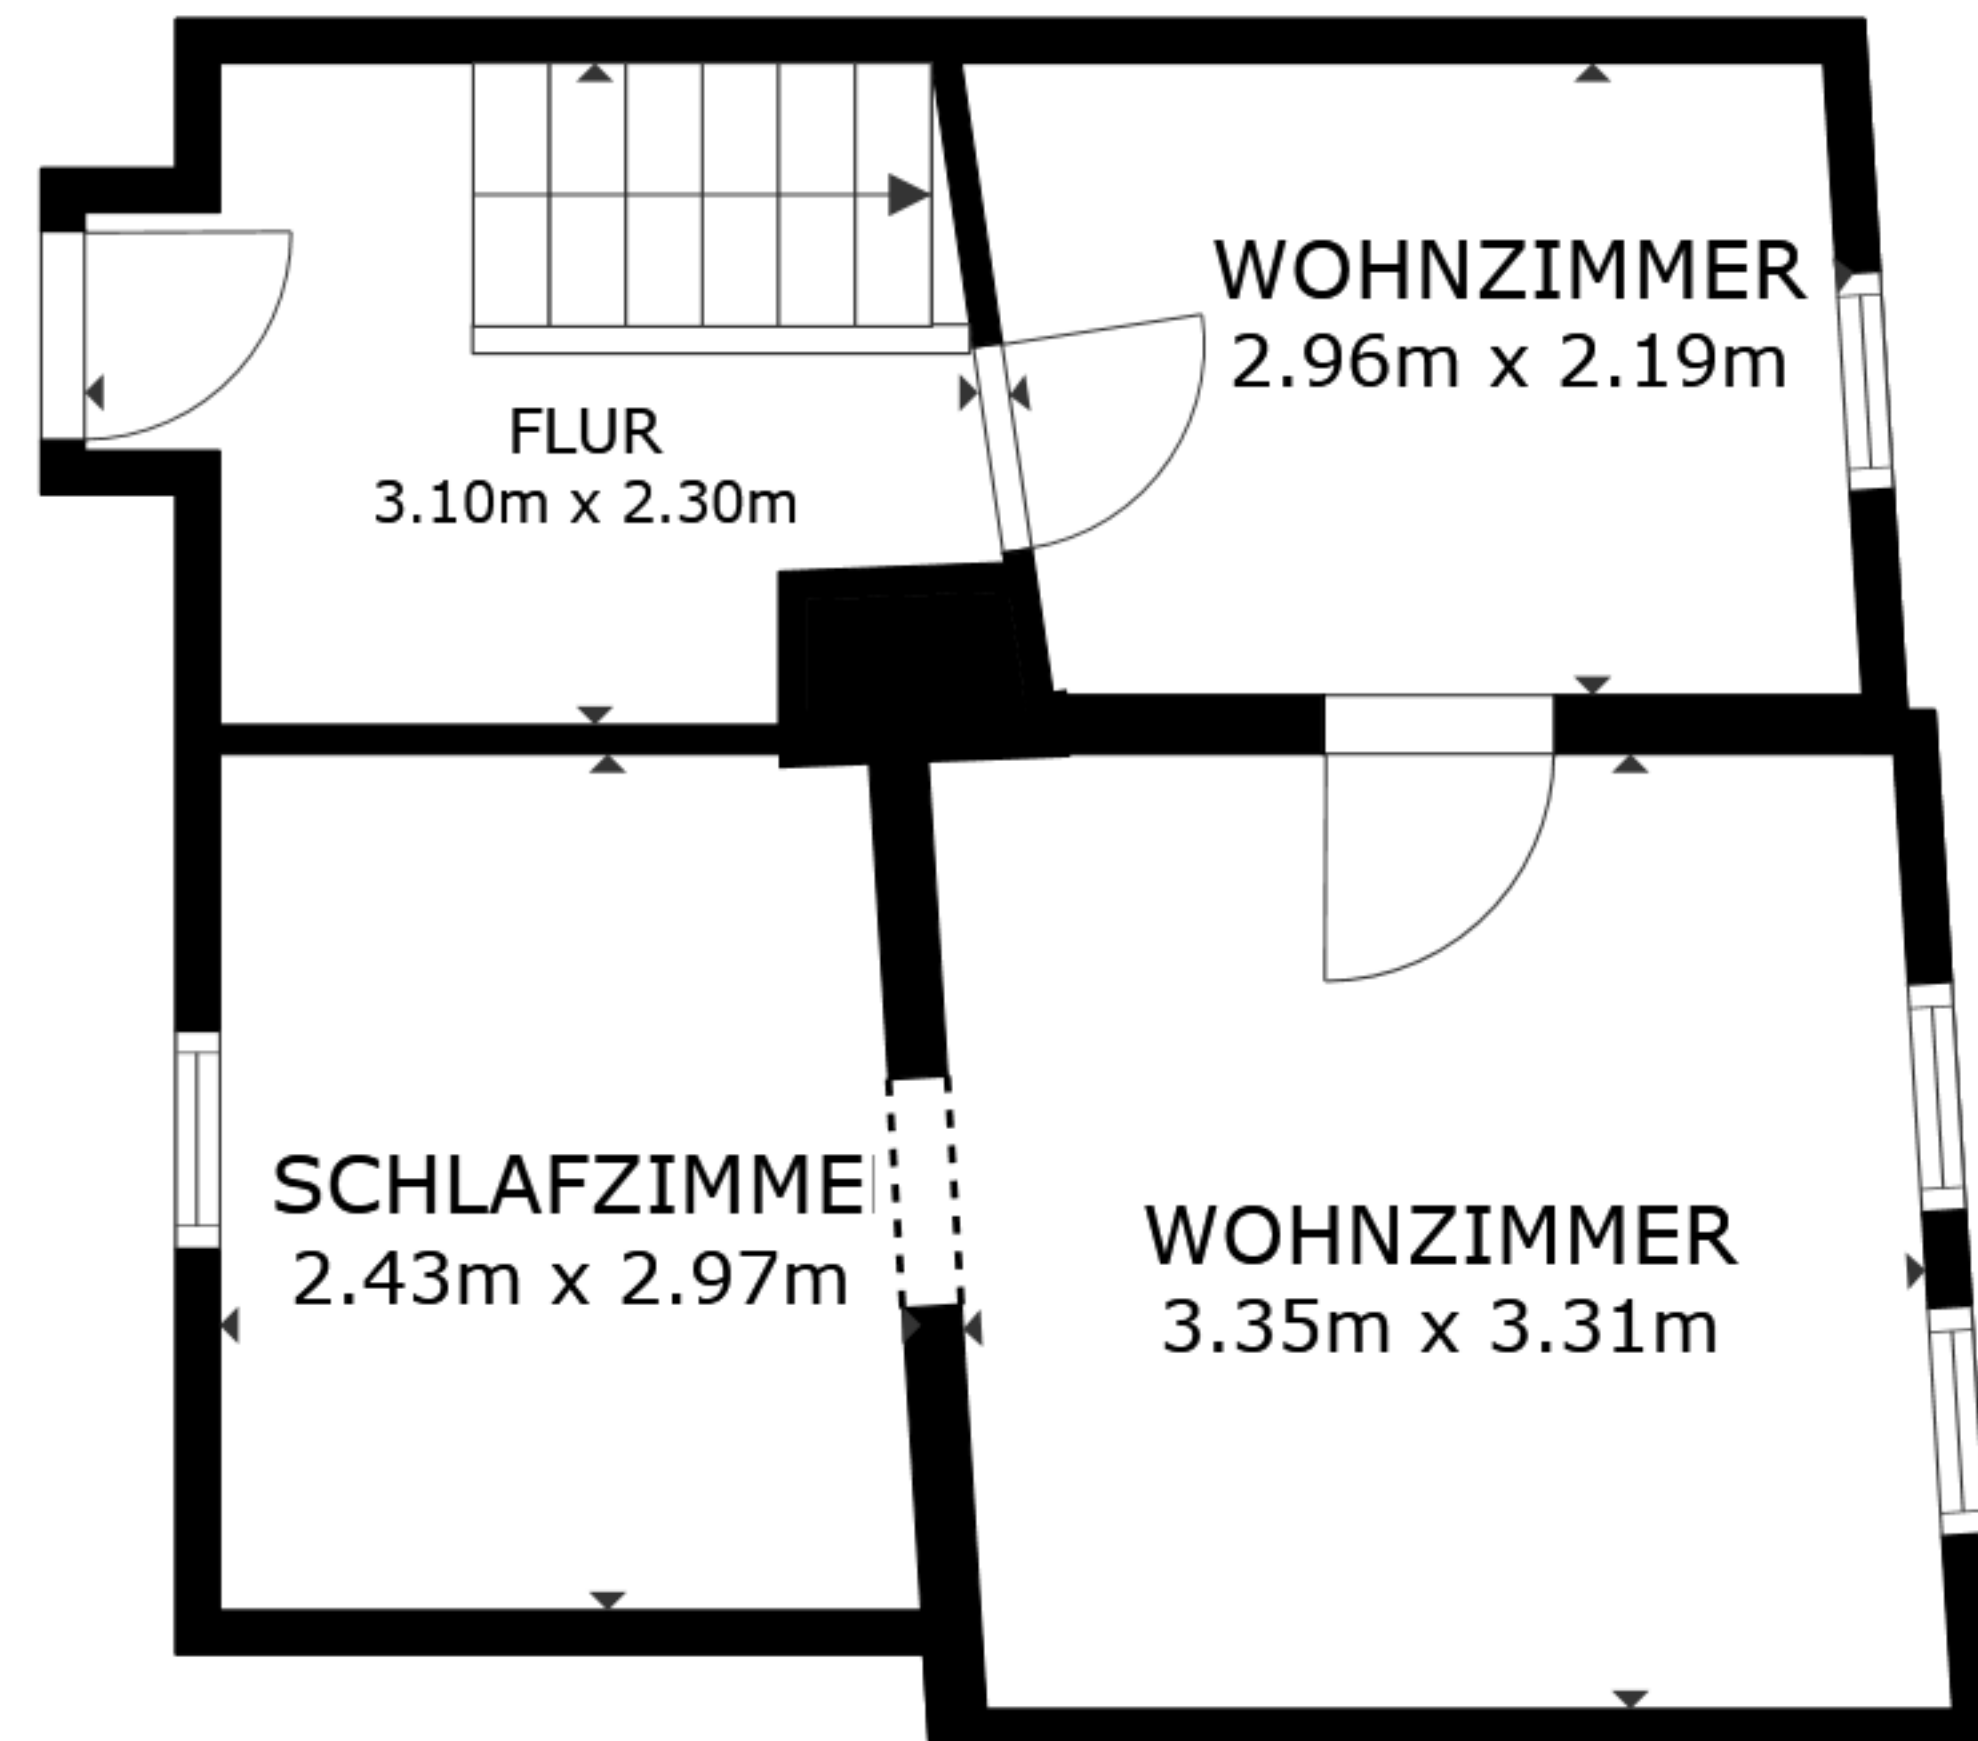 WOHNZIMMER
2.96m x 2.19m
FLUR
3.10m x 2.30m
SCHLAFZIMME
2.43m x 2.97m
WOHNZIMMER
3.35m x 3.31m